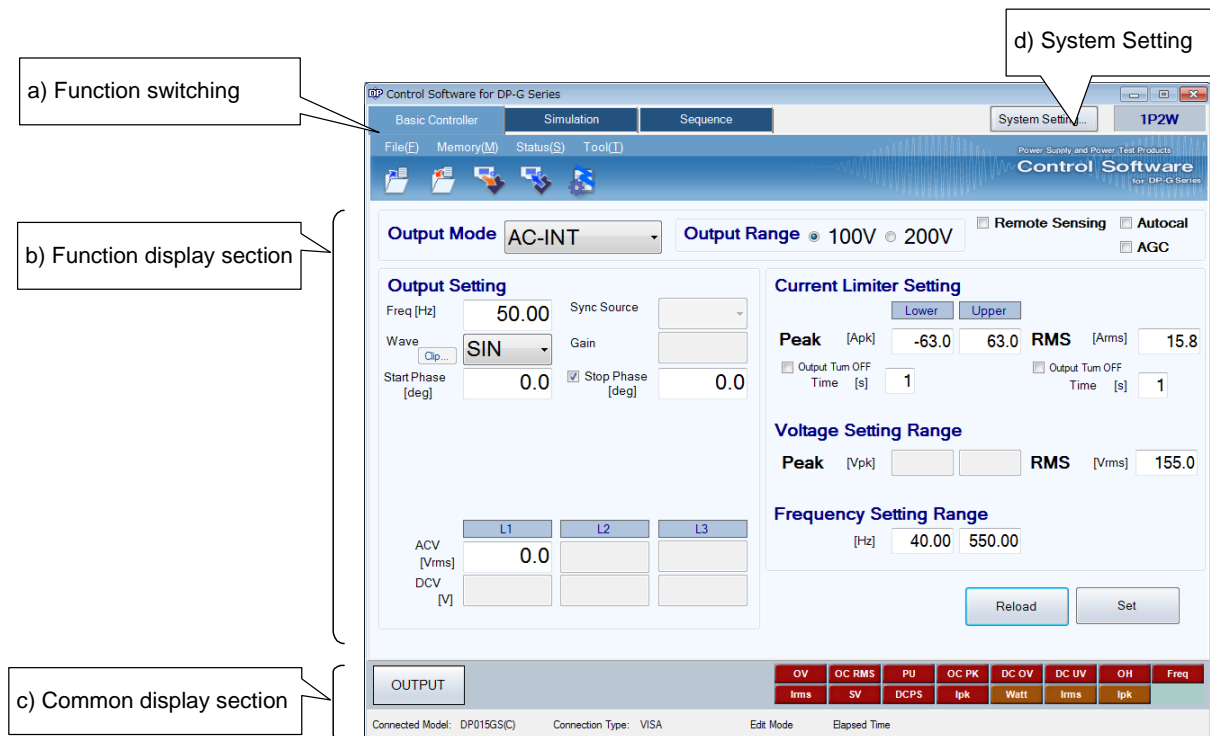 d) System Setting
a) Function switching
DP Control Software for DP-G Series
Basic Controller Simulation Sequence System Setting... 1P2W
File(F) Memory(M) Status(S) Tool(T)
Power Supply and Power Test Products
Control Software
for DP-G Series
b) Function display section
Output Mode AC-INT Output Range 100V 200V Remote Sensing Autocal
AGC
Output Setting Current Limiter Setting
Lower Upper
Freq [Hz] 50.00 Sync Source
Peak [Apk] -63.0 63.0 RMS [Arms] 15.8
Wave Clip... SIN Gain
Output Turn OFF Output Turn OFF
Time [s] 1 Time [s] 1
Start Phase 0.0 Stop Phase 0.0
[deg] [deg]
Voltage Setting Range
Peak [Vpk] RMS [Vrms] 155.0
Frequency Setting Range
[Hz] 40.00 550.00
L1 L2 L3
ACV
[Vrms] 0.0
DCV
[V]
Reload Set
c) Common display section
OUTPUT
OV OC RMS PU OC PK DC OV DC UV OH Freq
Irms SV DCPS Ipk Watt Irms Ipk
Connected Model: DP015GS(C) Connection Type: VISA Edit Mode Elapsed Time